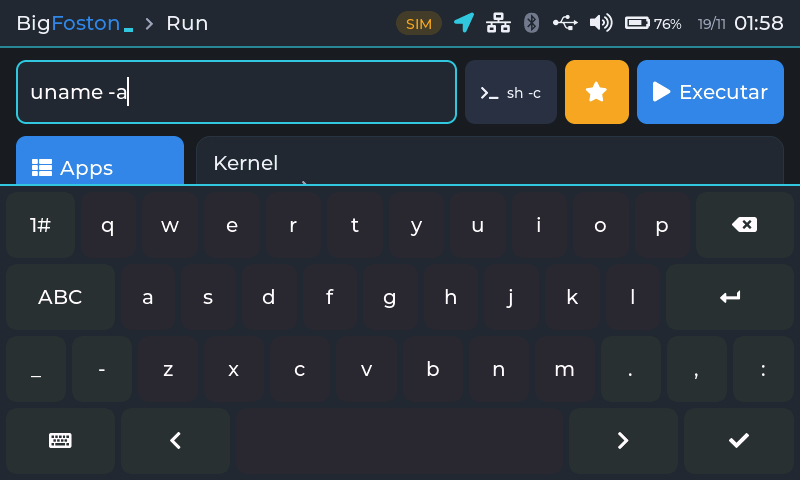 BigFoston_ > Run SIM 76% 19/11 01:58
uname -a >_ sh -c Executar
Apps Kernel
1# q w e r t y u i o p
ABC a s d f g h j k l
_ - z x c v b n m . , :
< >